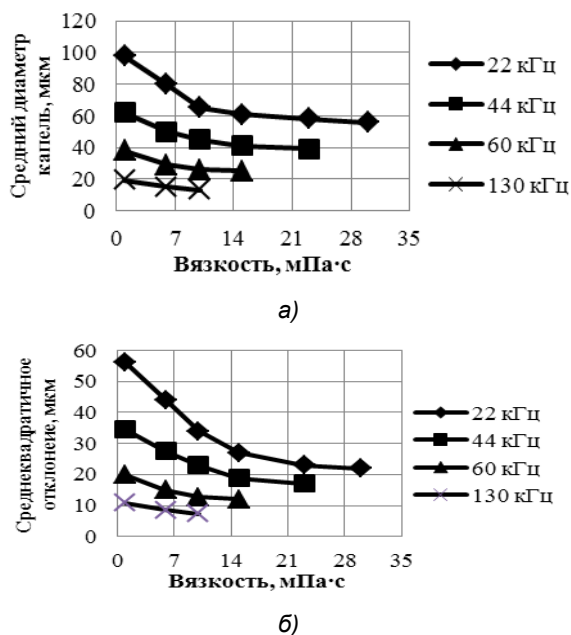 120
100
80
60
40
20
0
Средний диаметр
капель, мкм
0 7 14 21 28 35
Вязкость, мПа·с
22 кГц
44 кГц
60 кГц
130 кГц
а)
60
50
40
30
20
10
0
Среднеквадратичное
отклонеие, мкм
0 7 14 21 28 35
Вязкость, мПа·с
22 кГц
44 кГц
60 кГц
130 кГц
б)